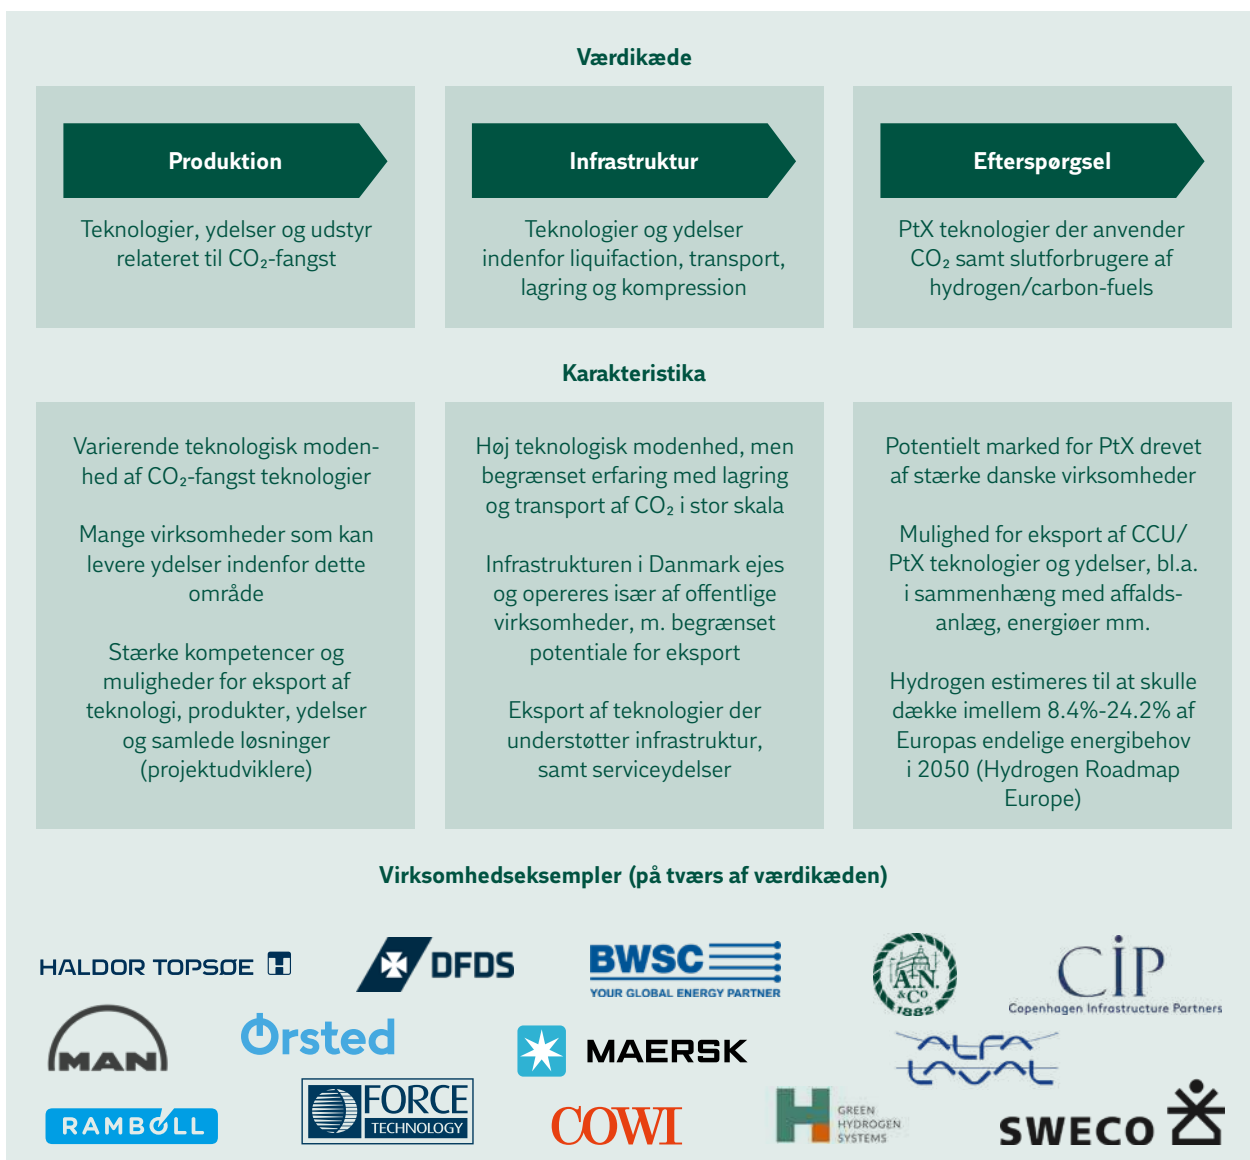 Værdikæde
Produktion
Teknologier, ydelser og udstyr
relateret til CO₂-fangst
Infrastruktur
Teknologier og ydelser
indenfor liquifaction, transport,
lagring og kompression
Efterspørgsel
PtX teknologier der anvender
CO₂ samt slutforbrugere af
hydrogen/carbon-fuels
Karakteristika
Varierende teknologisk moden-
hed af CO₂-fangst teknologier
Mange virksomheder som kan
levere ydelser indenfor dette
område
Stærke kompetencer og
muligheder for eksport af
teknologi, produkter, ydelser
og samlede løsninger
(projektudviklere)
Høj teknologisk modenhed, men
begrænset erfaring med lagring
og transport af CO₂ i stor skala
Infrastrukturen i Danmark ejes
og opereres især af offentlige
virksomheder, m. begrænset
potentiale for eksport
Eksport af teknologier der
understøtter infrastruktur,
samt serviceydelser
Potentielt marked for PtX drevet
af stærke danske virksomheder
Mulighed for eksport af CCU/
PtX teknologier og ydelser, bl.a.
i sammenhæng med affalds-
anlæg, energiøer mm.
Hydrogen estimeres til at skulle
dække imellem 8.4%-24.2% af
Europas endelige energibehov
i 2050 (Hydrogen Roadmap
Europe)
Virksomhedseksempler (på tværs af værdikæden)
HALDOR TOPSØE H
DFDS
BWSC
YOUR GLOBAL ENERGY PARTNER
A.N.
& Co
1882
CIP
Copenhagen Infrastructure Partners
MAN
Ørsted
MAERSK
ALFA
LAVAL
RAMBØLL
FORCE
TECHNOLOGY
COWI
GREEN
HYDROGEN
SYSTEMS
SWECO